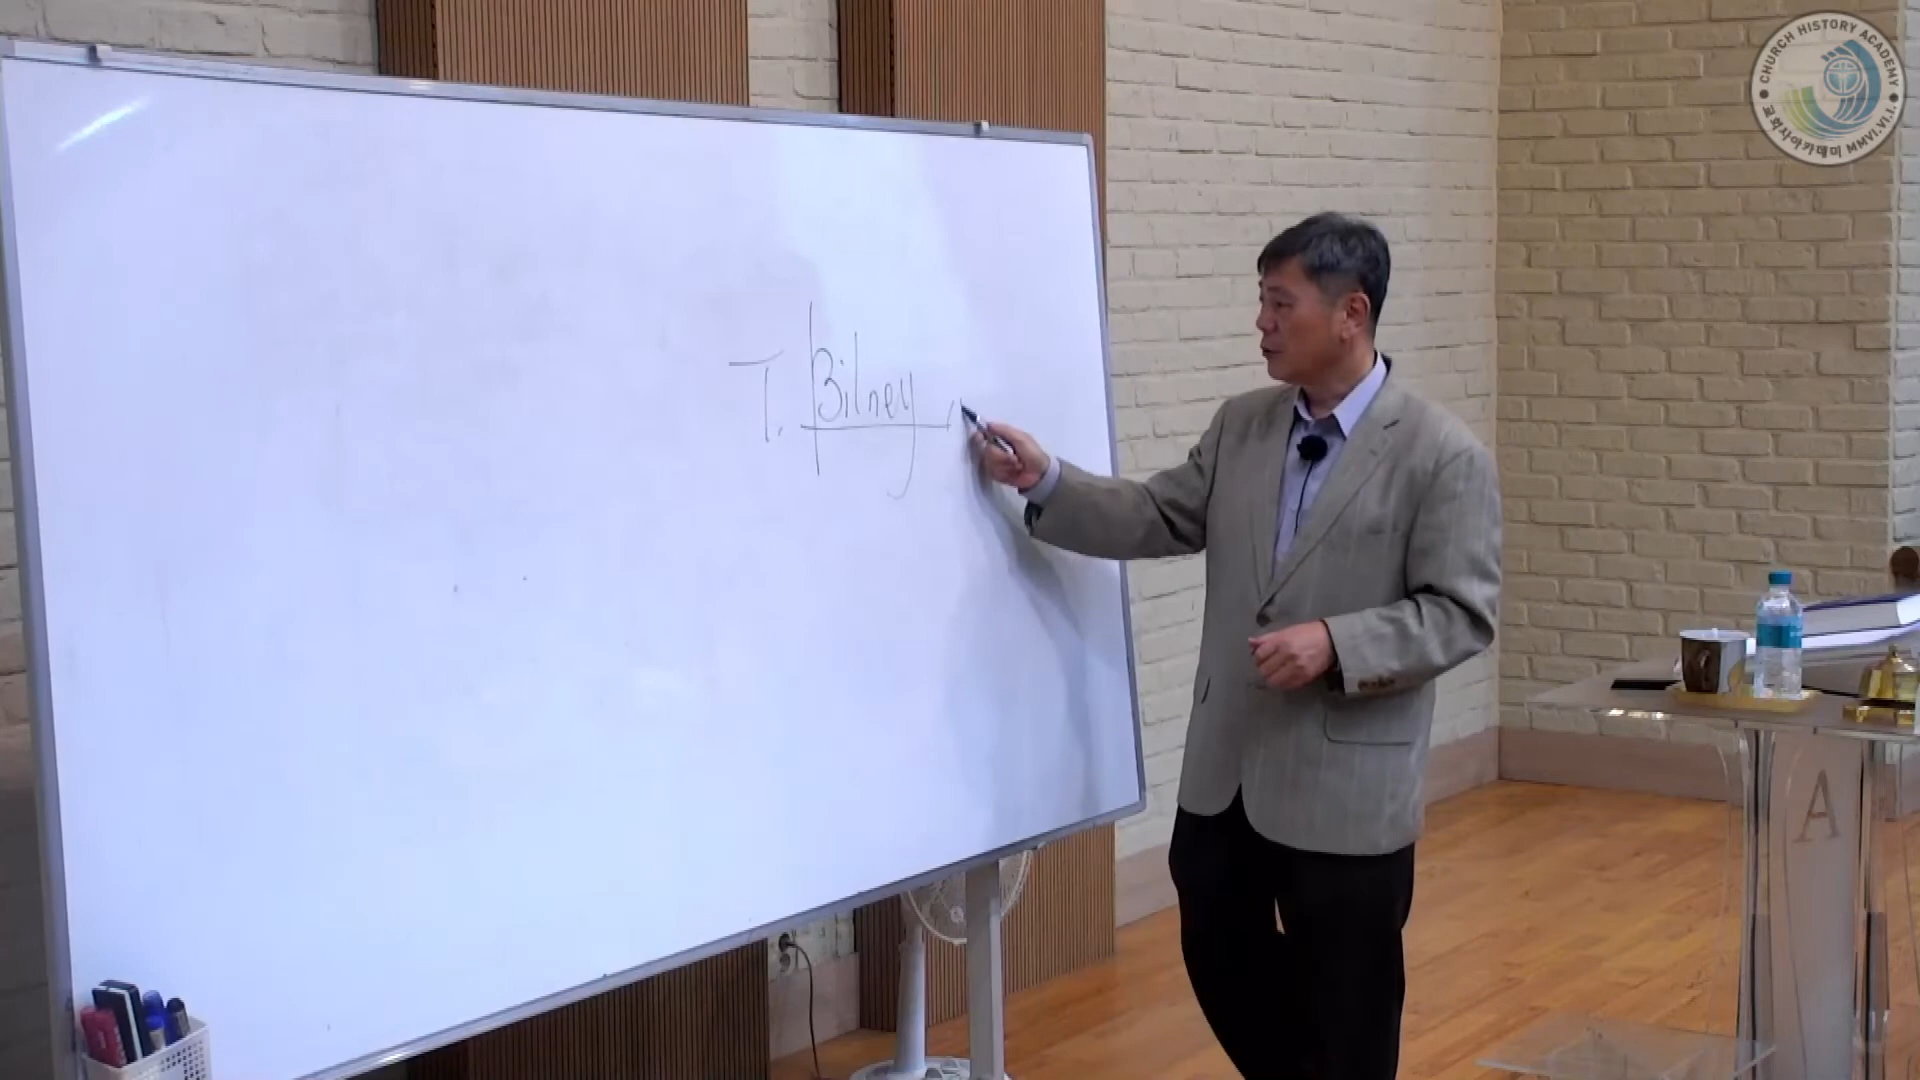 CHURCH HISTORY ACADEMY
교회사아카데미 MMVI.VI.I
T. Bilney
A